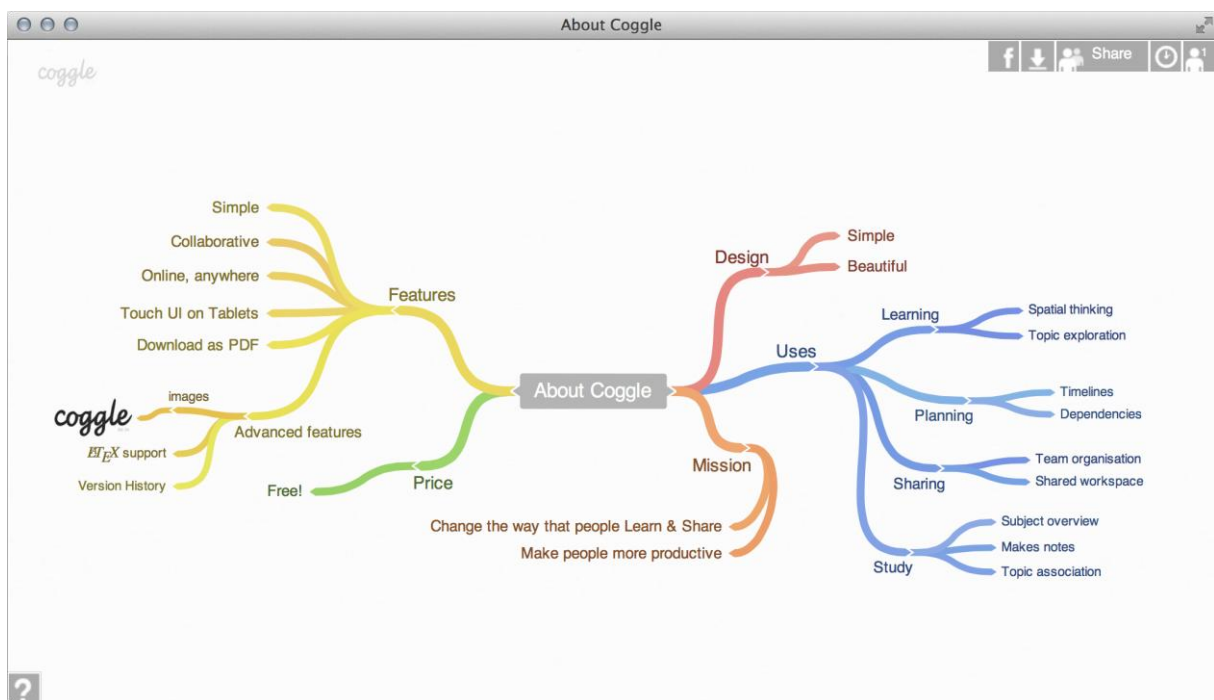 About Coggle
coggle
Share
1
Simple
Collaborative
Online, anywhere
Touch UI on Tablets
Download as PDF
Features
images
coggle
LATEX support
Version History
Advanced features
Free!
Price
About Coggle
Design
Simple
Beautiful
Uses
Learning
Spatial thinking
Topic exploration
Planning
Timelines
Dependencies
Sharing
Team organisation
Shared workspace
Study
Subject overview
Makes notes
Topic association
Mission
Change the way that people Learn & Share
Make people more productive
?